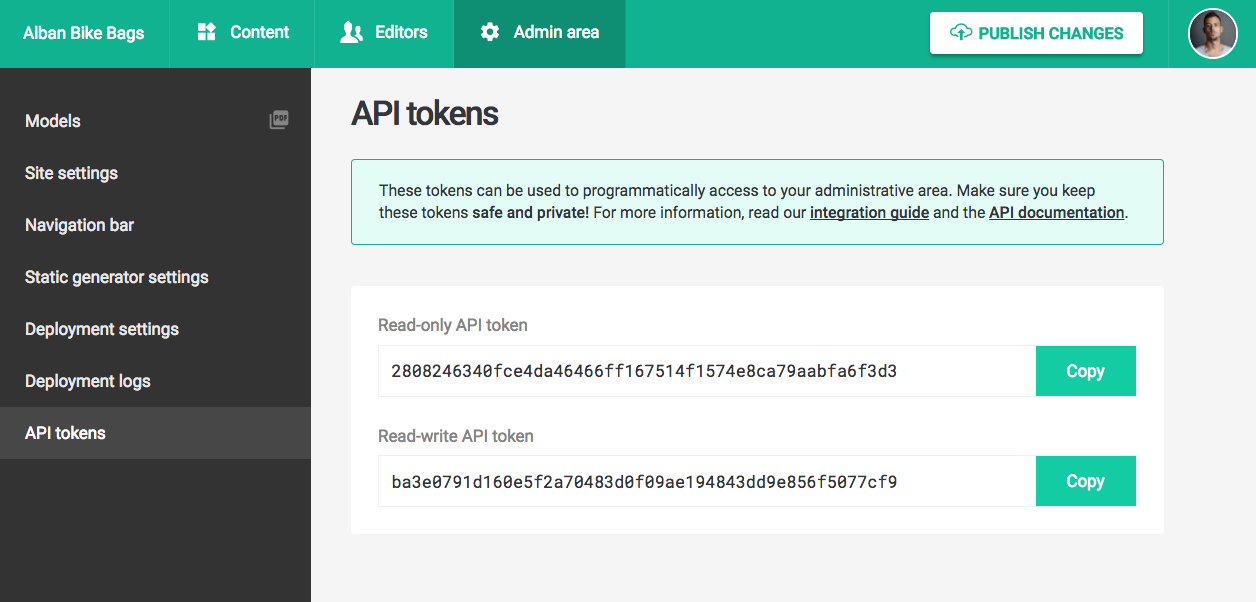 Alban Bike Bags
Content
Editors
Admin area
PUBLISH CHANGES
Models
PDF
Site settings
Navigation bar
Static generator settings
Deployment settings
Deployment logs
API tokens
API tokens
These tokens can be used to programmatically access to your administrative area. Make sure you keep
these tokens safe and private! For more information, read our integration guide and the API documentation.
Read-only API token
2808246340fce4da46466ff167514f1574e8ca79aabfa6f3d3
Copy
Read-write API token
ba3e0791d160e5f2a70483d0f09ae194843dd9e856f5077cf9
Copy